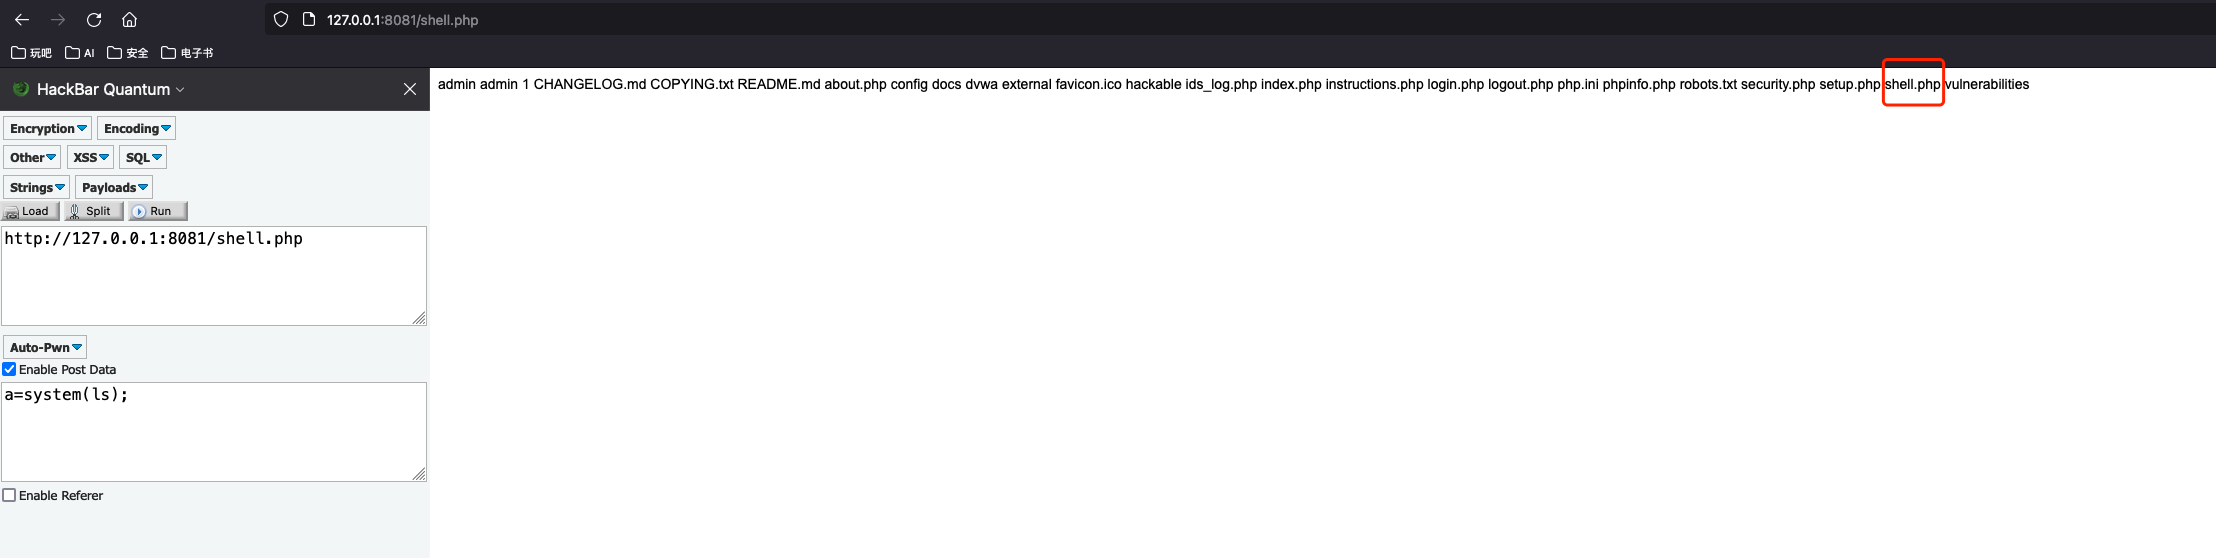 127.0.0.1:8081/shell.php
玩吧 AI 安全 电子书
HackBar Quantum
admin admin 1 CHANGELOG.md COPYING.txt README.md about.php config docs dvwa external favicon.ico hackable ids_log.php index.php instructions.php login.php logout.php php.ini phpinfo.php robots.txt security.php setup.php shell.php vulnerabilities
Encryption Encoding
Other XSS SQL
Strings Payloads
Load Split Run
http://127.0.0.1:8081/shell.php
Auto-Pwn
Enable Post Data
a=system(ls);
Enable Referer